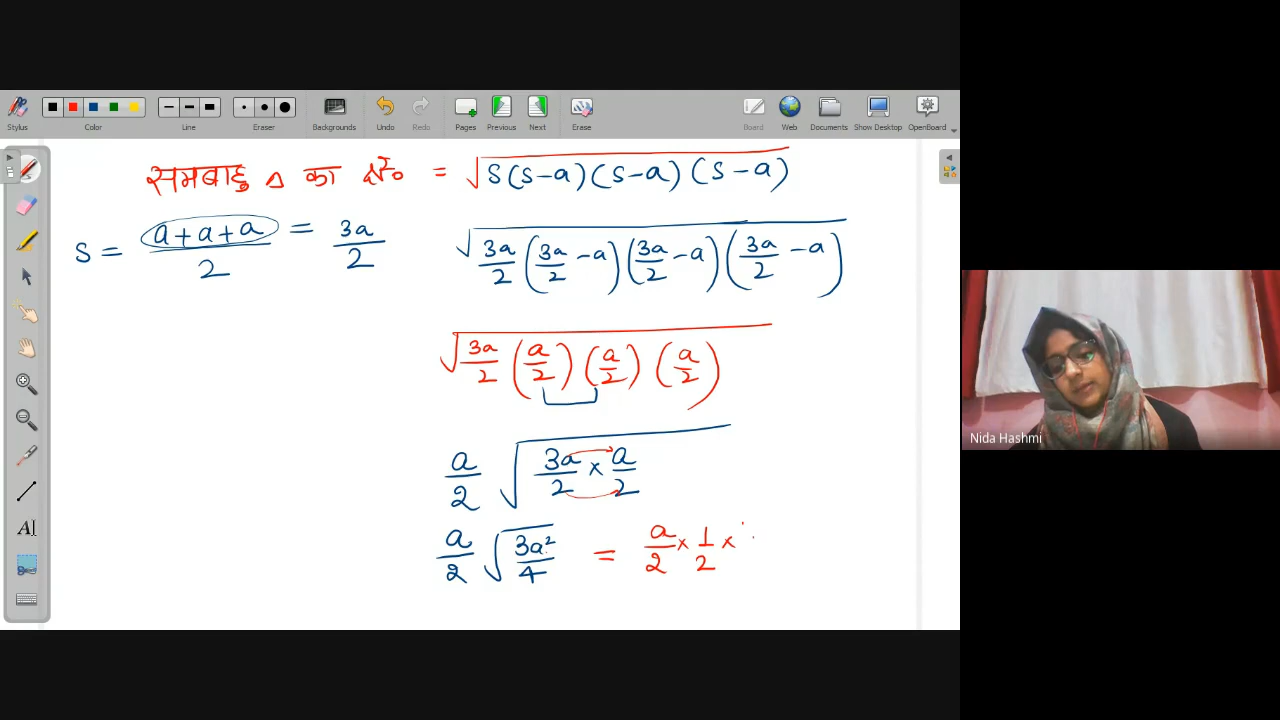 Stylus Color Line Eraser Backgrounds Undo Redo Pages Previous Next Erase Board Web Documents Show Desktop OpenBoard
समबाहु Δ का क्षे० = √S(S-a)(S-a)(S-a)
S = a+a+a/2 = 3a/2
√3a/2(3a/2-a)(3a/2-a)(3a/2-a)
√3a/2(a/2)(a/2)(a/2)
a/2 √3a/2 × a/2
a/2 √3a²/4 = a/2 × 1/2 ×
Nida Hashmi